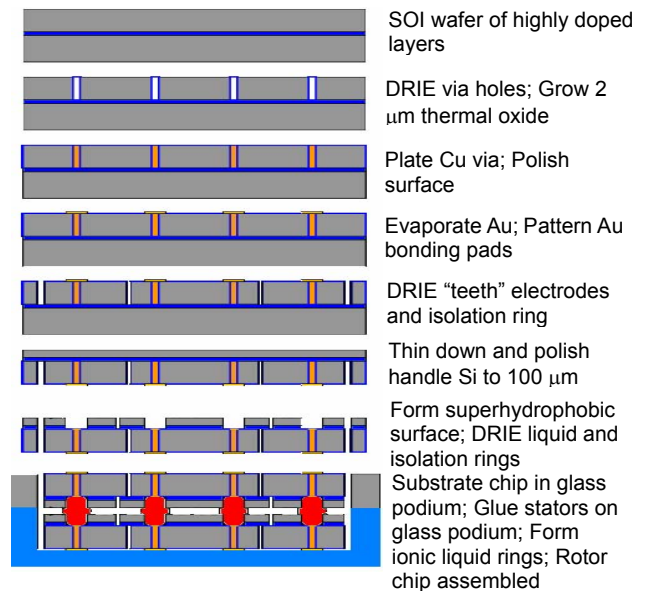 SOI wafer of highly doped
layers
DRIE via holes; Grow 2
μm thermal oxide
Plate Cu via; Polish
surface
Evaporate Au; Pattern Au
bonding pads
DRIE “teeth” electrodes
and isolation ring
Thin down and polish
handle Si to 100 μm
Form superhydrophobic
surface; DRIE liquid and
isolation rings
Substrate chip in glass
podium; Glue stators on
glass podium; Form
ionic liquid rings; Rotor
chip assembled